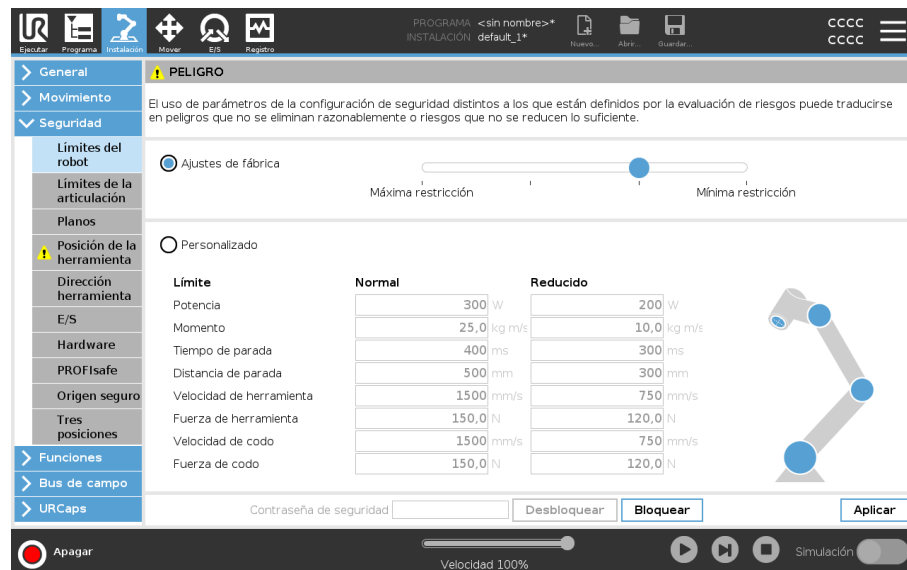 PROGRAMA <sin nombre>*
INSTALACIÓN default_1*
Ejecutar Programa Instalación Mover E/S Registro Nuevo... Abrir... Guardar...
cccc
cccc
General
Movimiento
Seguridad
Límites del
robot
Límites de la
articulación
Planos
Posición de la
herramienta
Dirección
herramienta
E/S
Hardware
PROFIsafe
Origen seguro
Tres
posiciones
Funciones
Bus de campo
URCaps
PELIGRO
El uso de parámetros de la configuración de seguridad distintos a los que están definidos por la evaluación de riesgos puede traducirse
en peligros que no se eliminan razonablemente o riesgos que no se reducen lo suficiente.
Ajustes de fábrica
Máxima restricción Mínima restricción
Personalizado
Límite Normal Reducido
Potencia 300 W 200 W
Momento 25,0 kg m/s 10,0 kg m/s
Tiempo de parada 400 ms 300 ms
Distancia de parada 500 mm 300 mm
Velocidad de herramienta 1500 mm/s 750 mm/s
Fuerza de herramienta 150,0 N 120,0 N
Velocidad de codo 1500 mm/s 750 mm/s
Fuerza de codo 150,0 N 120,0 N
Contraseña de seguridad Desbloquear Bloquear Aplicar
Apagar Velocidad 100% Simulación